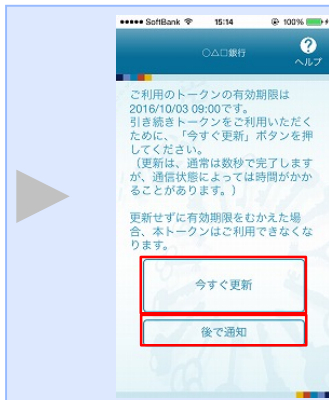 SoftBank 15:14 100%
○△□銀行
?
ヘルプ
ご利用のトークンの有効期限は
2016/10/03 09:00です。
引き続きトークンをご利用いただく
ために、「今すぐ更新」ボタンを押
してください。
（更新は、通常は数秒で完了します
が、通信状態によっては時間がかか
ることがあります。）
更新せずに有効期限をむかえた場
合、本トークンはご利用できなくな
ります。
今すぐ更新
後で通知